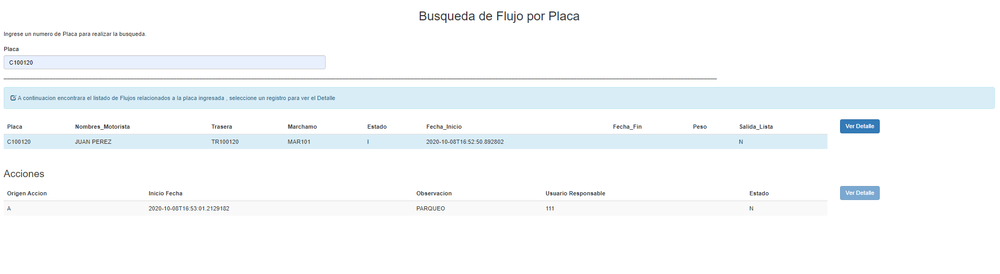 Busqueda de Flujo por Placa
Ingrese un numero de Placa para realizar la busqueda.
Placa
C100120
A continuacion encontrara el listado de Flujos relacionados a la placa ingresada , seleccione un registro para ver el Detalle
Placa Nombres_Motorista Trasera Marchamo Estado Fecha_Inicio Fecha_Fin Peso Salida_Lista Ver Detalle
C100120 JUAN PEREZ TR100120 MAR101 I 2020-10-08T16:52:50.892802 N
Acciones
Origen Accion Inicio Fecha Observacion Usuario Responsable Estado Ver Detalle
A 2020-10-08T16:53:01.2129182 PARQUEO 111 N